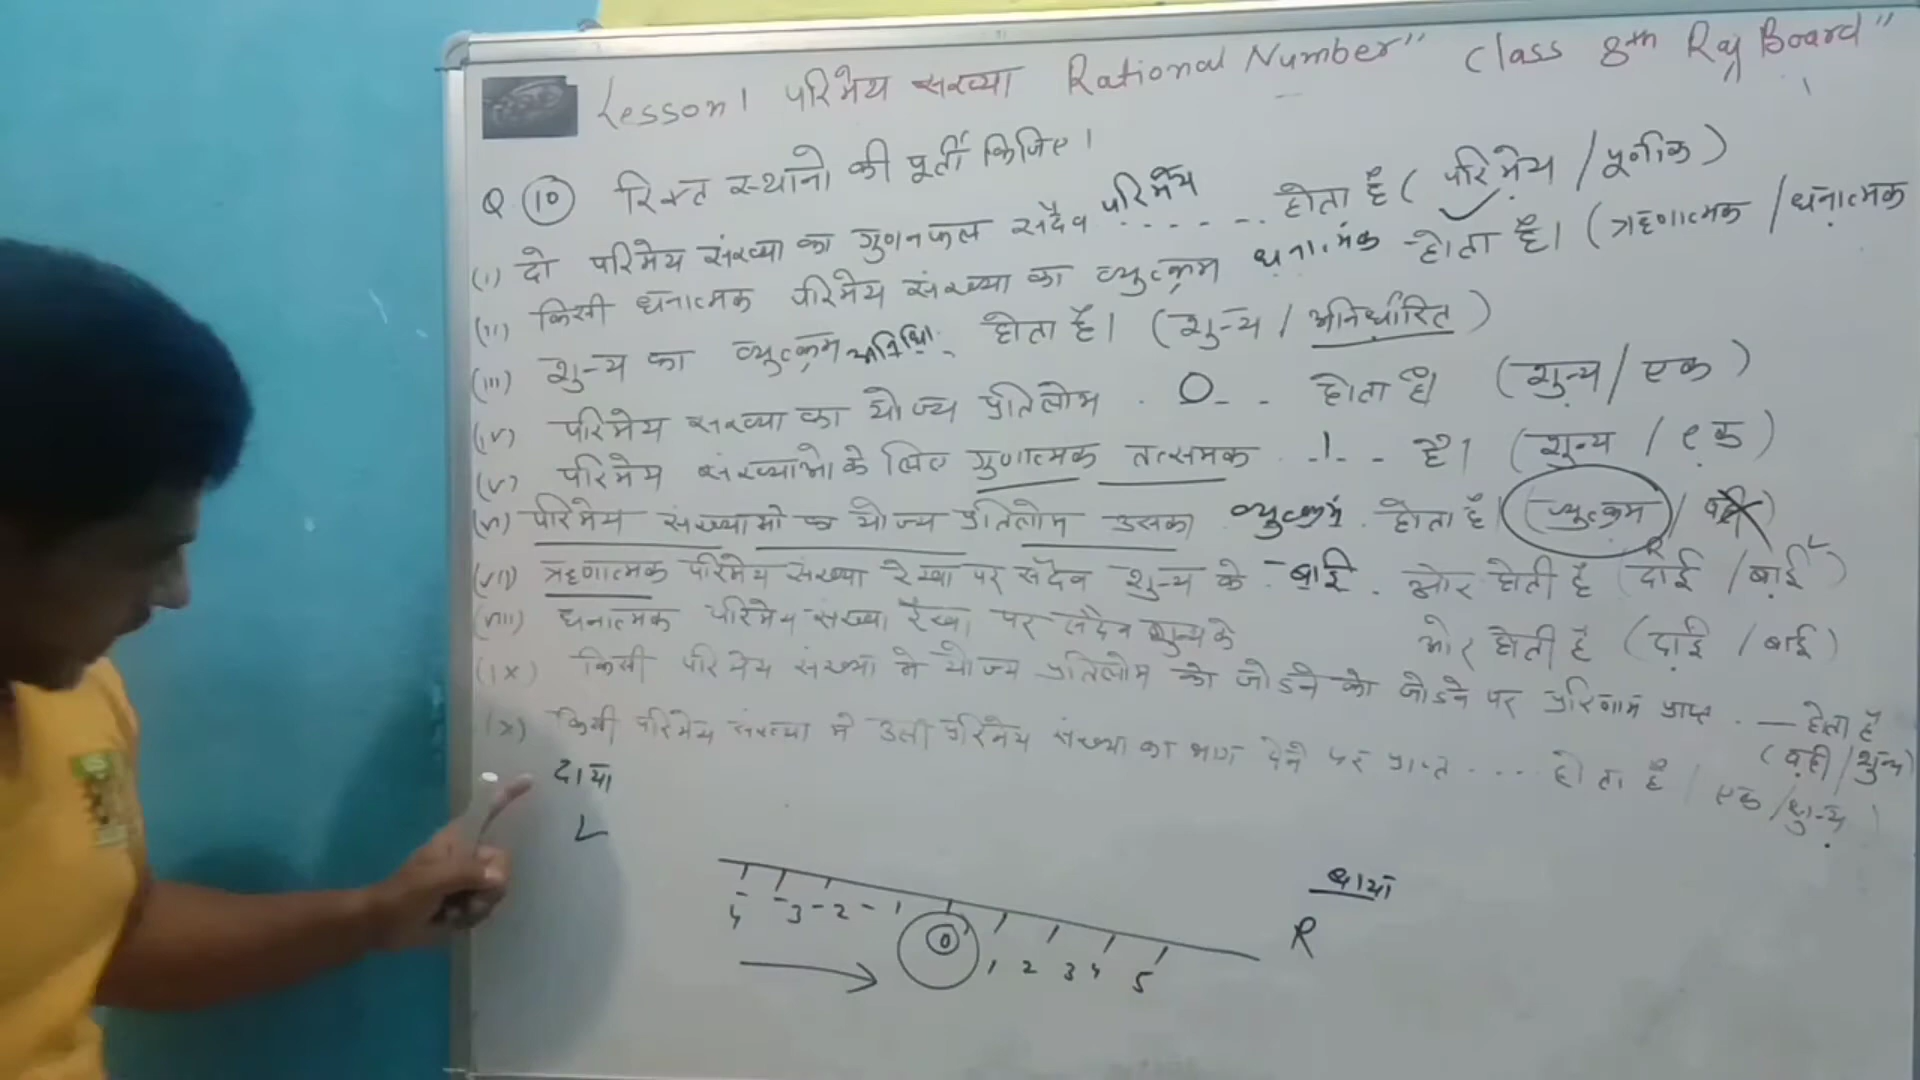 Lesson 1 परिमेय संख्या Rational Number" Class 8th Raj Board"
Q (10) रिक्त स्थानो की पूर्ती किजिए।
(i) दो परिमेय संख्या का गुणनफल सदैव परिमेय होता है ( परिमेय / पूर्णांक )
(ii) किसी धनात्मक परिमेय संख्या का व्युत्क्रम धनात्मक होता है। (ऋणात्मक / धनात्मक
(iii) शुन्य का व्युत्क्रम होता है। (शुन्य / अनिर्धारित)
(iv) परिमेय संख्या का योज्य प्रतिलोम . 0 - - होता है। (शुन्य / एक)
(v) परिमेय संख्याओ के लिए गुणात्मक तत्समक . . 1 . - है। (शुन्य / एक)
(vi) परिमेय संख्याओ का योज्य प्रतिलोम उसका व्युत्क्रम . होता है (व्युत्क्रम /
(vii) ऋणात्मक परिमेय संख्या रेखा पर सदैव शुन्य के - बाई . ओर होती है (दाई / बाई)
R L
(viii) धनात्मक परिमेय संख्या रेखा पर सदैव शुन्य के ओर होती है (दाई / बाई)
(ix) किसी परिमेय संख्या मे योज्य प्रतिलोम को जोडने को जोडने पर परिणाम प्राप्त . — होता है
(वही / शुन्य)
(x) किसी परिमेय संख्या मे उसी परिमेय संख्या का भाग देने पर प्राप्त . . . . होता है / एक / शुन्य )
दाया
L
बाया
R
4 -3 -2 -1 0 1 2 3 4 5